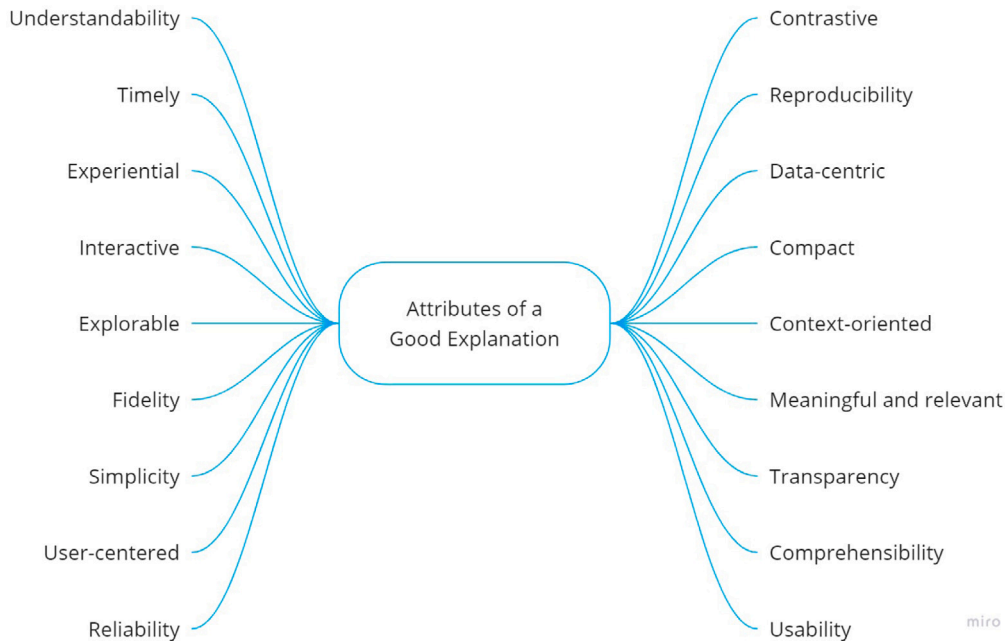 Understandability
Timely
Experiential
Interactive
Explorable
Fidelity
Simplicity
User-centered
Reliability
Attributes of a
Good Explanation
Contrastive
Reproducibility
Data-centric
Compact
Context-oriented
Meaningful and relevant
Transparency
Comprehensibility
Usability
miro